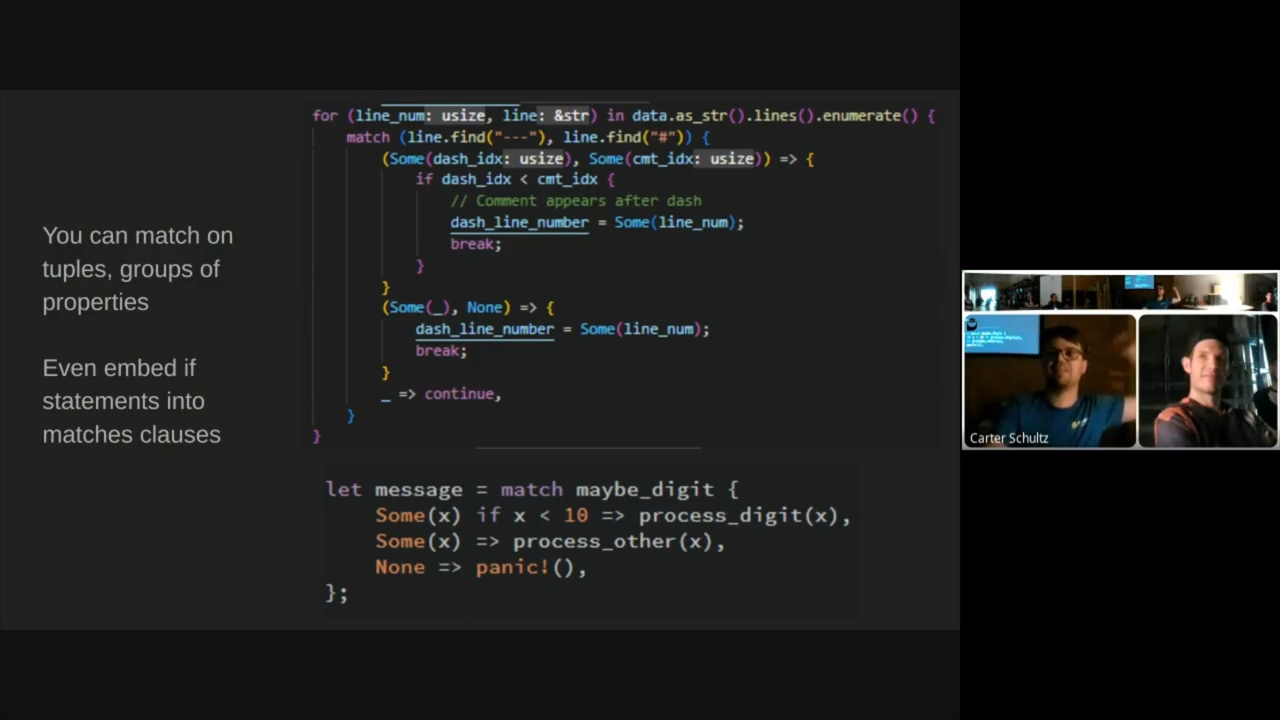 You can match on
tuples, groups of
properties
Even embed if
statements into
matches clauses
for (line_num: usize, line: &str) in data.as_str().lines().enumerate() {
match (line.find("---"), line.find("#")) {
(Some(dash_idx: usize), Some(cmt_idx: usize)) => {
if dash_idx < cmt_idx {
// Comment appears after dash
dash_line_number = Some(line_num);
break;
}
}
(Some(_), None) => {
dash_line_number = Some(line_num);
break;
}
_ => continue,
}
}
let message = match maybe_digit {
Some(x) if x < 10 => process_digit(x),
Some(x) => process_other(x),
None => panic!(),
};
Carter Schultz